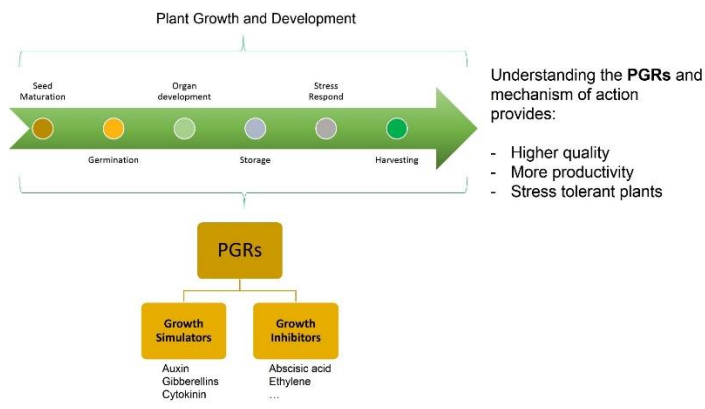 Plant Growth and Development
Seed
Maturation
Organ
development
Stress
Respond
Germination
Storage
Harvesting
Understanding the PGRs and
mechanism of action
provides:
- Higher quality
- More productivity
- Stress tolerant plants
PGRs
Growth
Simulators
Growth
Inhibitors
Auxin
Gibberellins
Cytokinin
Abscisic acid
Ethylene
...